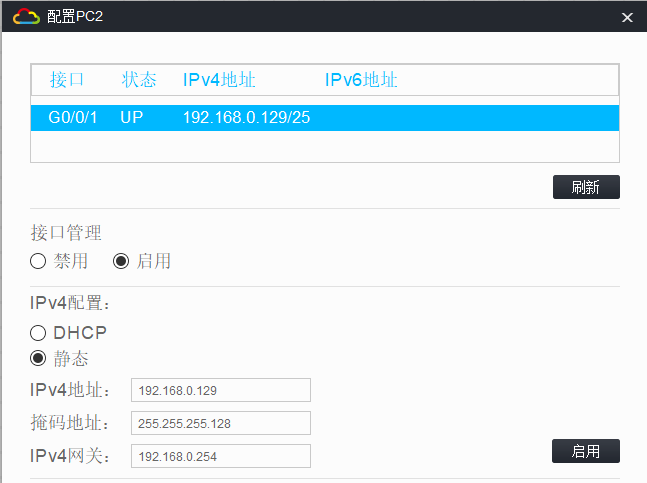 配置PC2
接口 状态 IPv4地址 IPv6地址
G0/0/1 UP 192.168.0.129/25
刷新
接口管理
禁用 启用
IPv4配置：
DHCP
静态
IPv4地址： 192.168.0.129
掩码地址： 255.255.255.128
IPv4网关： 192.168.0.254
启用